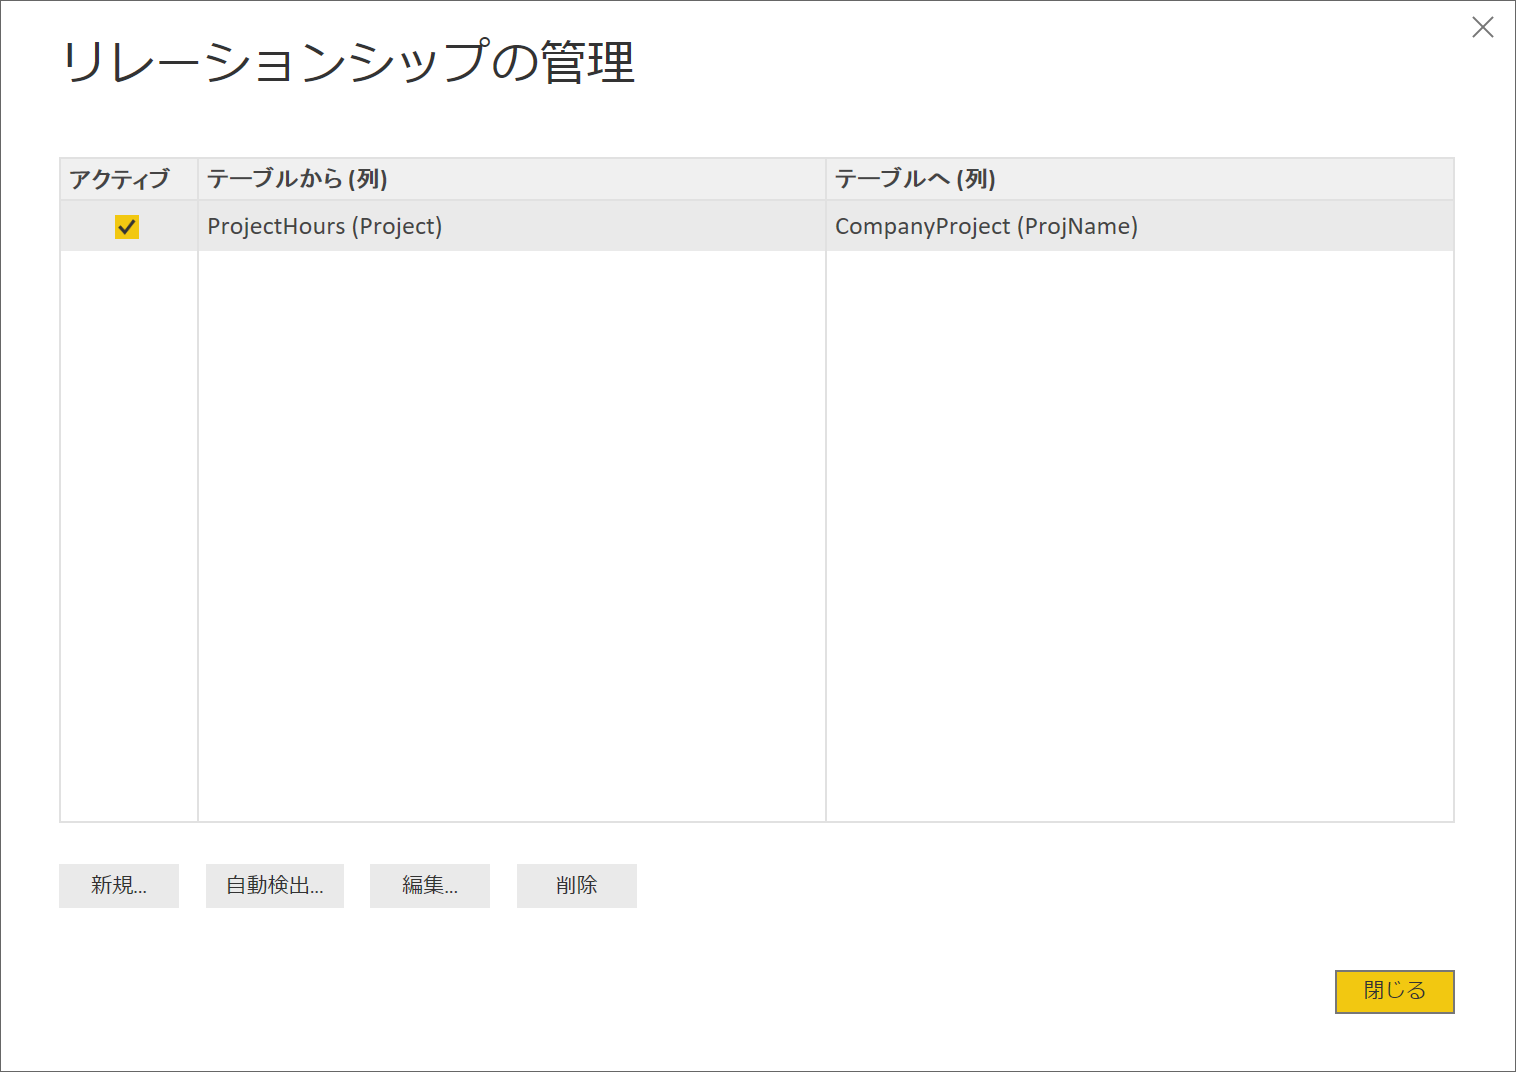 リレーションシップの管理
アクティブ テーブルから (列) テーブルへ (列)
ProjectHours (Project) CompanyProject (ProjName)
新規... 自動検出... 編集... 削除
閉じる